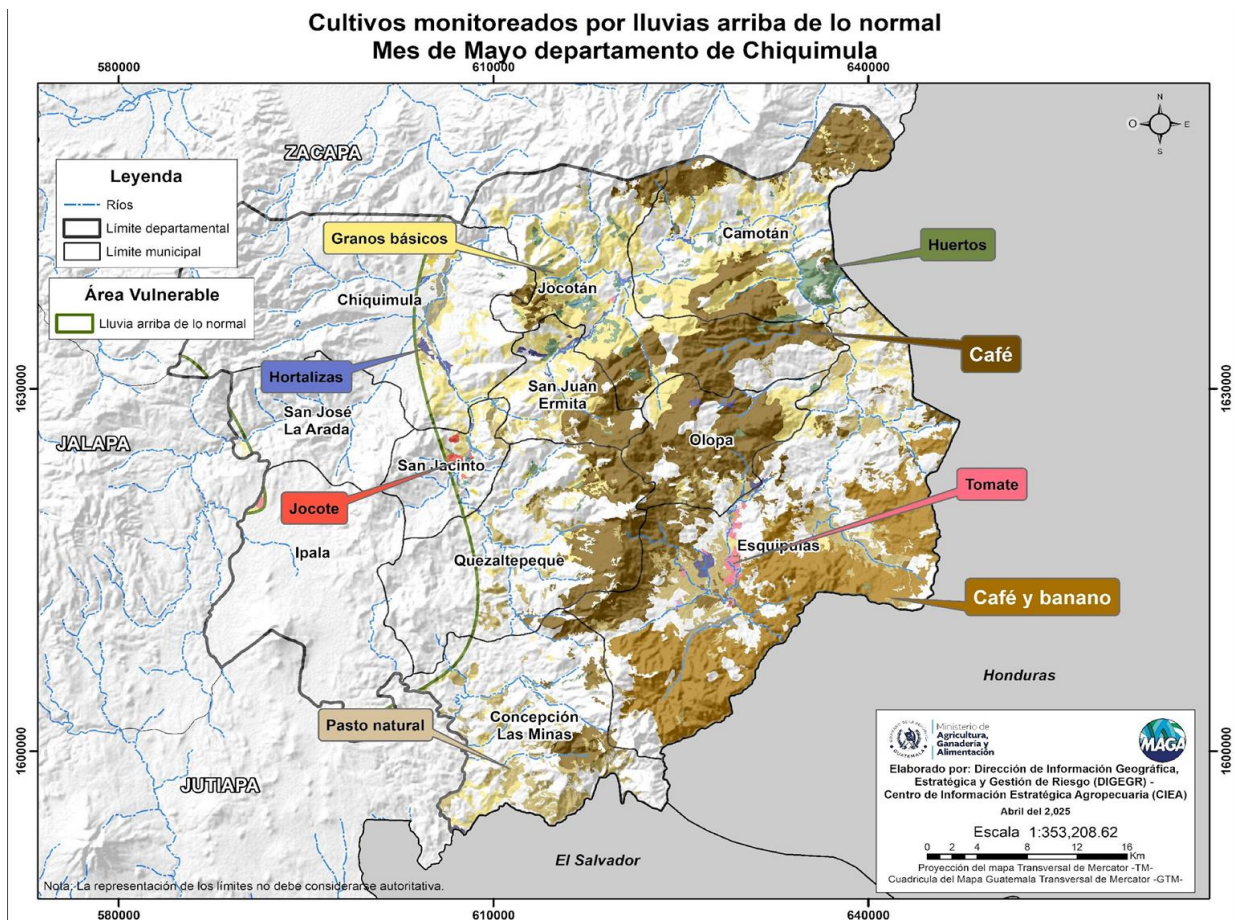 Cultivos monitoreados por lluvias arriba de lo normal
Mes de Mayo departamento de Chiquimula
580000
610000
640000
N
O
E
S
ZACAPA
Leyenda
Ríos
Límite departamental
Límite municipal
Área Vulnerable
Lluvia arriba de lo normal
Granos básicos
Camotán
Huertos
Chiquimula
Jocotán
Café
Hortalizas
1630000
1630000
San Juan
Ermita
San José
La Arada
Olopa
JALAPA
San Jacinto
Tomate
Jocote
Ipala
Esquipulas
Quezaltepeque
Café y banano
Honduras
Pasto natural
Concepción
Las Minas
1600000
1600000
JUTIAPA
El Salvador
Ministerio de
Agricultura,
Ganadería y
Alimentación
MAGA
Elaborado por: Dirección de Información Geográfica,
Estratégica y Gestión de Riesgo (DIGEGR) -
Centro de Información Estratégica Agropecuaria (CIEA)
Abril del 2,025
Escala 1:353,208.62
0 2 4 8 12 16
Km
Proyección del mapa Transversal de Mercator -TM-
Cuadricula del Mapa Guatemala Transversal de Mercator -GTM-
Nota: La representación de los límites no debe considerarse autoritativa.
580000
610000
640000